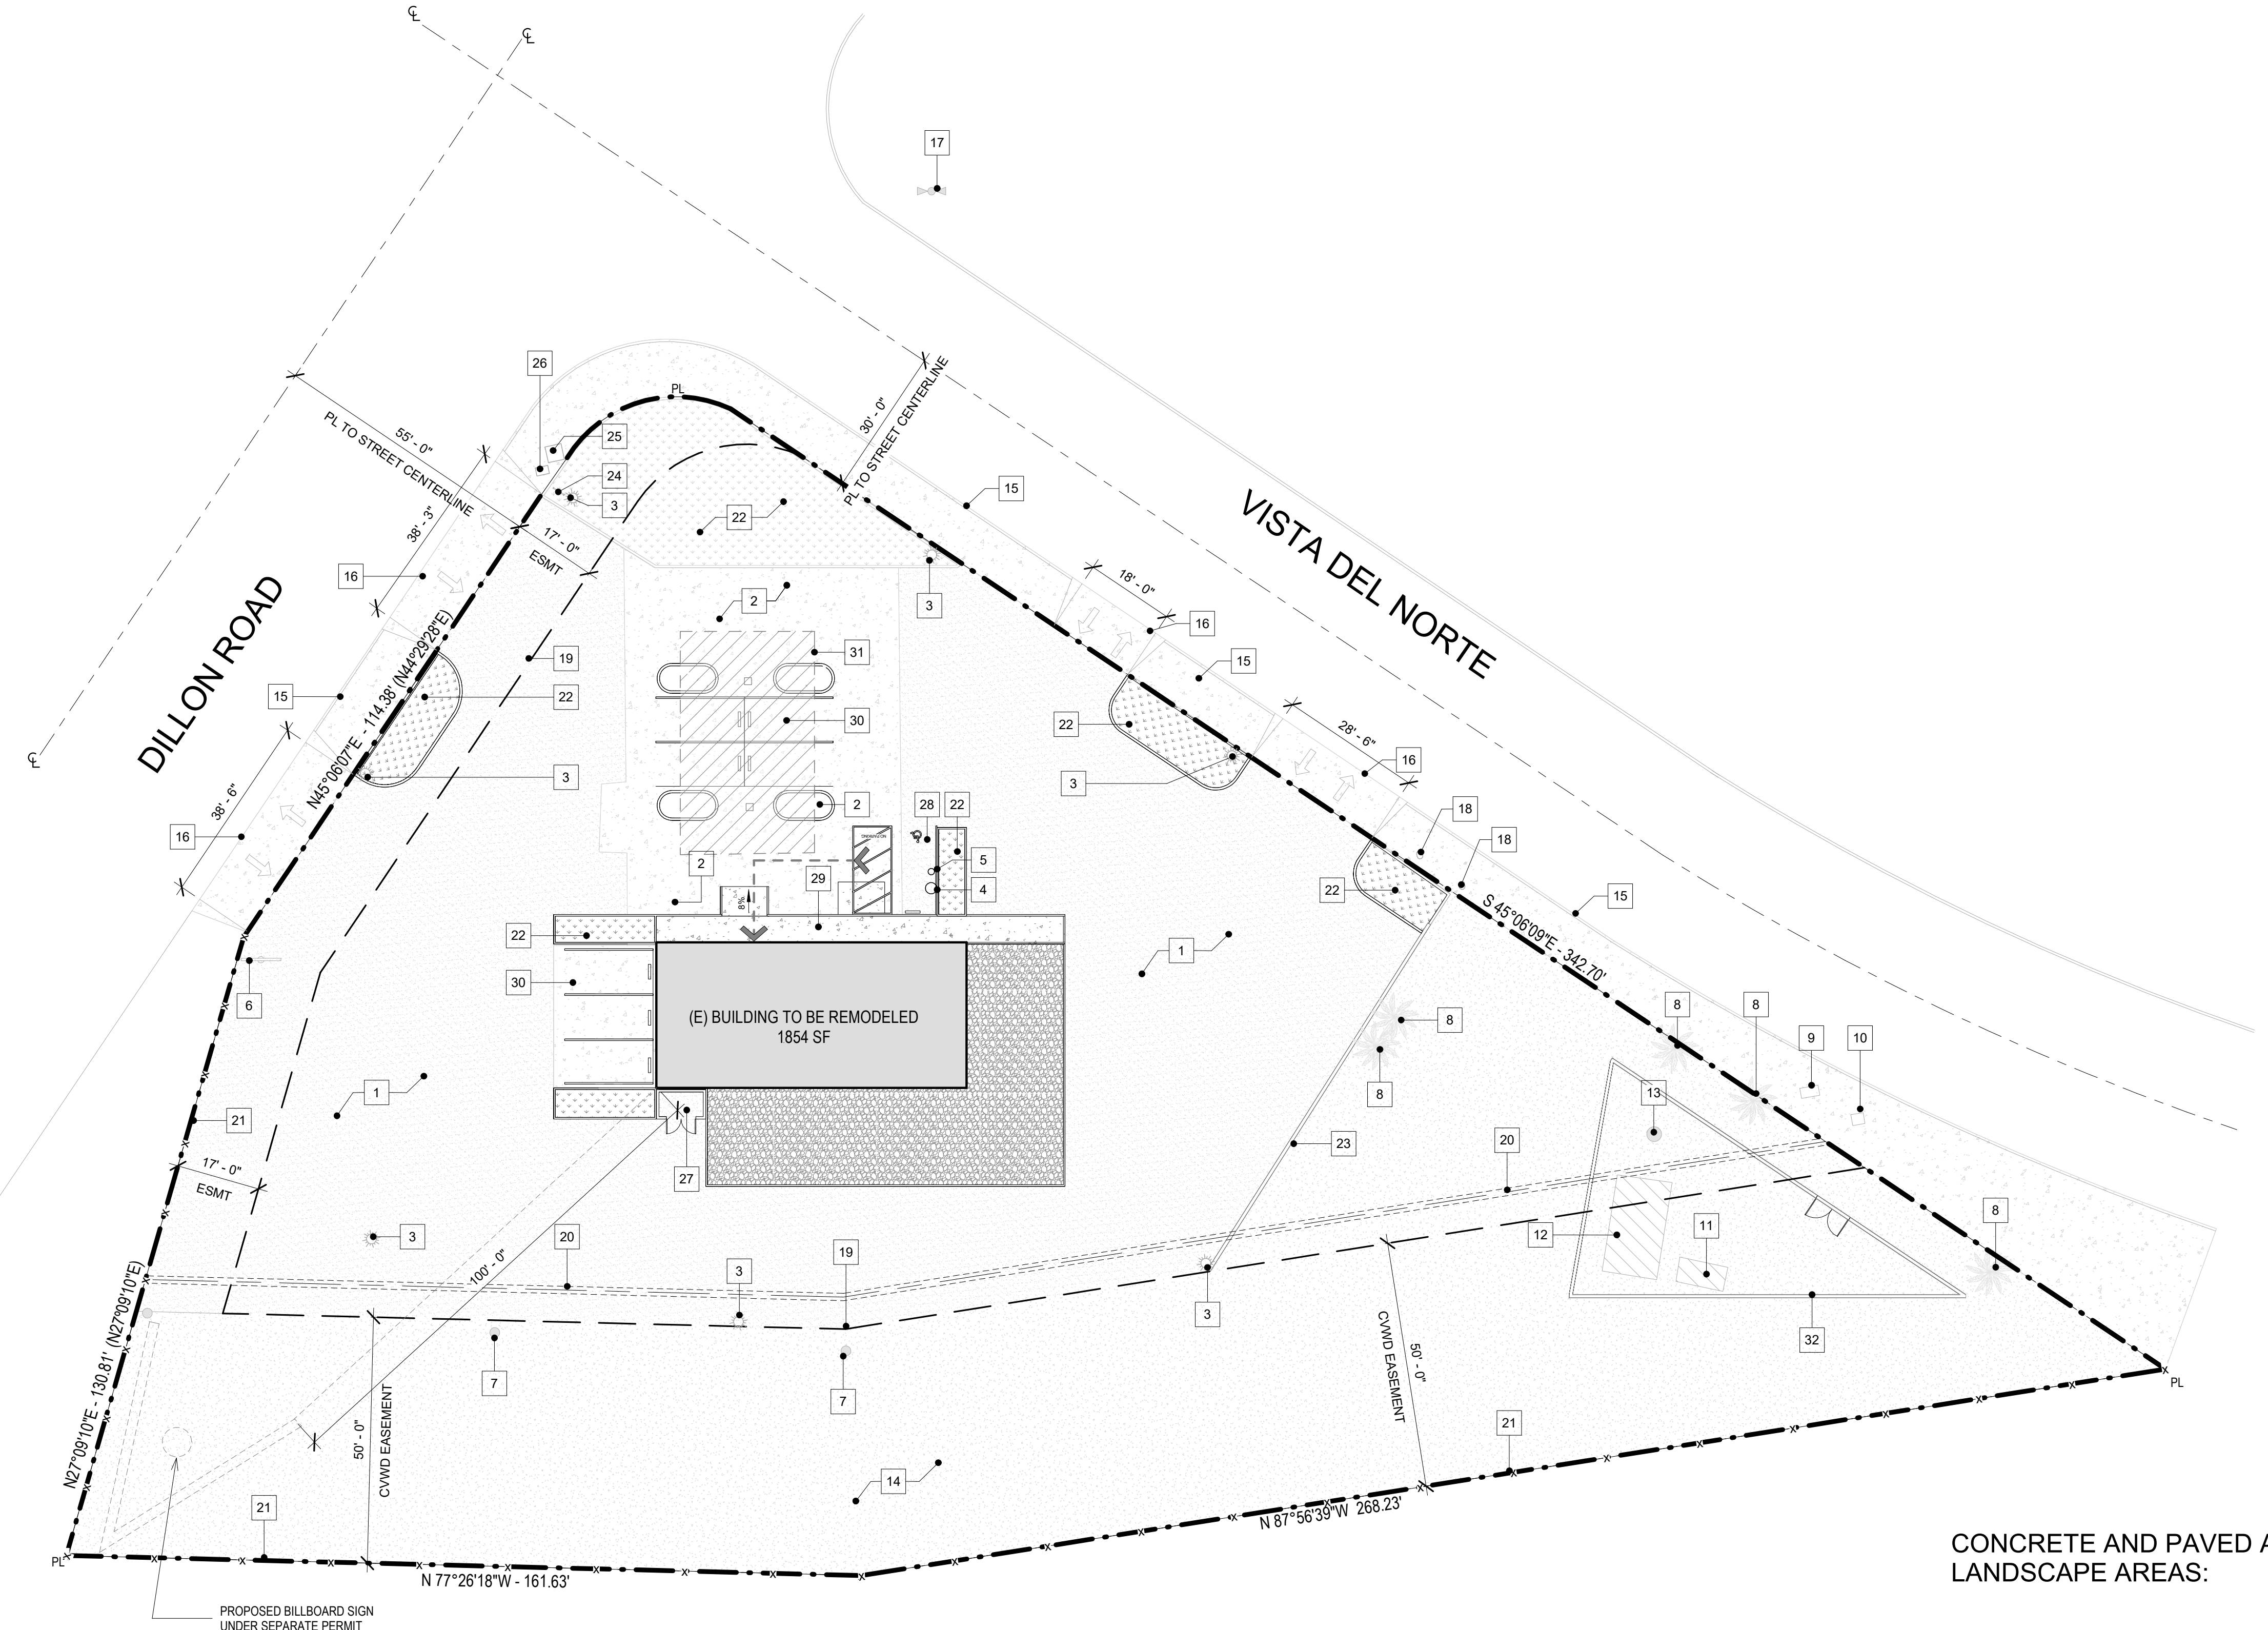 ℄
℄
17
26
PL
25
24
3
22
55' - 0"
PL TO STREET CENTERLINE
30' - 0"
PL TO STREET CENTERLINE
38' - 3"
17' - 0"
ESMT
15
VISTA DEL NORTE
16
18' - 0"
3
2
16
DILLON ROAD
19
31
15
15
22
N45°06'07"E - 114.38' (N44°29'28"E)
30
22
28' - 6"
3
3
16
38' - 6"
℄
16
2
28
22
18
18
NO PARKING
2
5
29
4
8%
22
15
S 45°06'09"E - 342.70'
22
1
30
6
(E) BUILDING TO BE REMODELED
1854 SF
8
8
8
9
10
1
8
13
21
23
20
17' - 0"
ESMT
27
8
3
20
19
11
12
100' - 0"
3
3
32
N27°09'10"E - 130.81' (N27°09'10"E)
50' - 0"
CVWD EASEMENT
50' - 0"
CVWD EASEMENT
7
7
PL
21
14
21
N 87°56'39"W 268.23'
PL
N 77°26'18"W - 161.63'
CONCRETE AND PAVED A
LANDSCAPE AREAS:
PROPOSED BILLBOARD SIGN
UNDER SEPARATE PERMIT